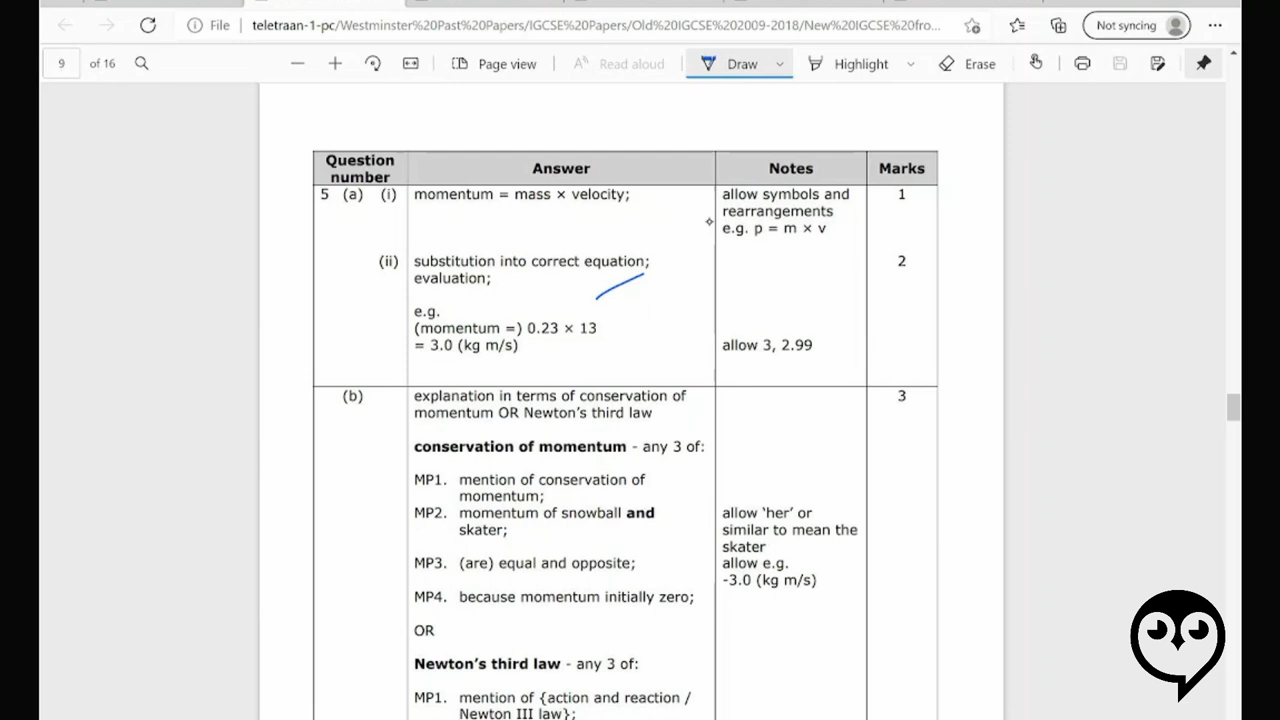 File
teletraan-1-pc/Westminster%20Past%20Papers/IGCSE%20Papers/Old%20IGCSE%202009-2018/New%20IGCSE%20fro...
Not syncing
9 of 16
Page view
Read aloud
Draw
Highlight
Erase
Question number
Answer
Notes
Marks
5 (a) (i) momentum = mass × velocity; allow symbols and 1
rearrangements
e.g. p = m × v
(ii) substitution into correct equation; 2
evaluation;
e.g.
(momentum =) 0.23 × 13
= 3.0 (kg m/s) allow 3, 2.99
(b) explanation in terms of conservation of 3
momentum OR Newton's third law
conservation of momentum - any 3 of:
MP1. mention of conservation of
momentum;
MP2. momentum of snowball and allow 'her' or
skater; similar to mean the
skater
MP3. (are) equal and opposite; allow e.g.
-3.0 (kg m/s)
MP4. because momentum initially zero;
OR
Newton's third law - any 3 of:
MP1. mention of {action and reaction /
Newton III law};